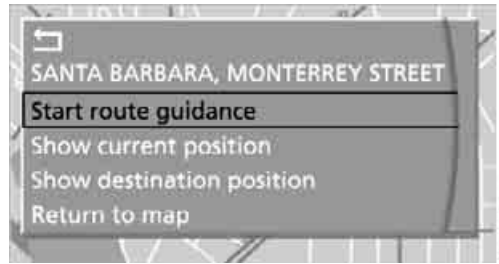 SANTA BARBARA, MONTERREY STREET
Start route guidance
Show current position
Show destination position
Return to map